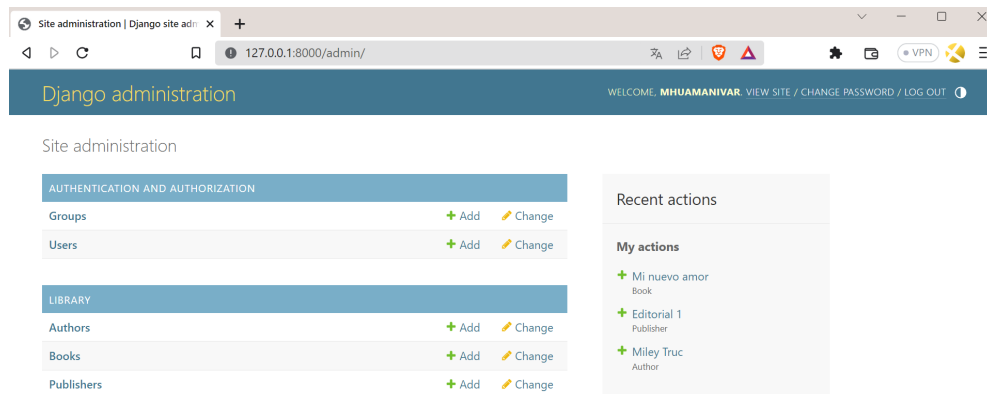 Site administration | Django site adm
127.0.0.1:8000/admin/
VPN
Django administration
WELCOME, MHUAMANIVAR. VIEW SITE / CHANGE PASSWORD / LOG OUT
Site administration
AUTHENTICATION AND AUTHORIZATION
Groups Add Change
Users Add Change
LIBRARY
Authors Add Change
Books Add Change
Publishers Add Change
Recent actions
My actions
Mi nuevo amor
Book
Editorial 1
Publisher
Miley Truc
Author